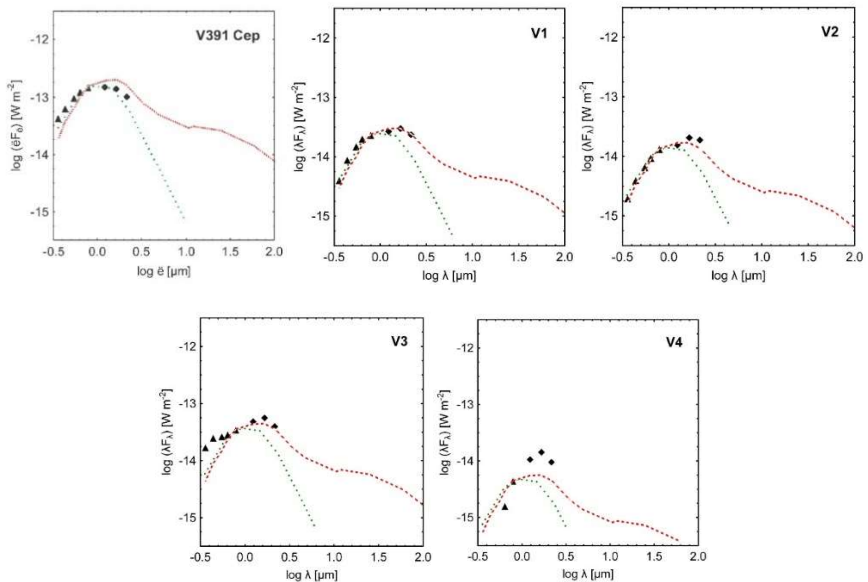 V391 Cep
-12
-13
-14
-15
log (ëFδ) [W m⁻²]
-0.5 0.0 0.5 1.0 1.5 2.0
log ë [µm]
V1
-12
-13
-14
-15
log (λFλ) [W m⁻²]
-0.5 0.0 0.5 1.0 1.5 2.0
log λ [µm]
V2
-12
-13
-14
-15
log (λFλ) [W m⁻²]
-0.5 0.0 0.5 1.0 1.5 2.0
log λ [µm]
V3
-12
-13
-14
-15
log (λFλ) [W m⁻²]
-0.5 0.0 0.5 1.0 1.5 2.0
log λ [µm]
V4
-12
-13
-14
-15
log (λFλ) [W m⁻²]
-0.5 0.0 0.5 1.0 1.5 2.0
log λ [µm]